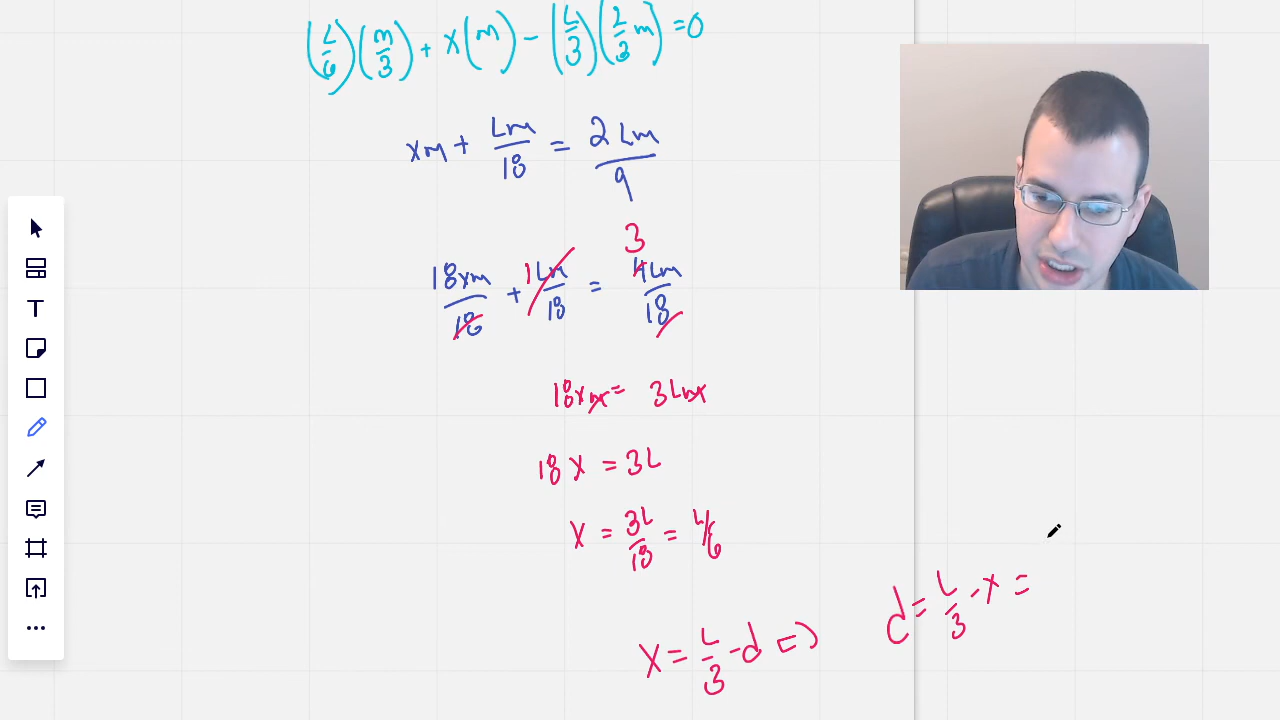 (L/6)(m/3) + x(m) - (L/3)(2/3 m) = 0
xm + Lm/18 = 2Lm/9
3
18xm/18 + 1Lm/18 = 4Lm/18
18xm = 3Lm
18x = 3L
x = 3L/18 = L/6
d = L/3 - x =
x = L/3 - d =>
T